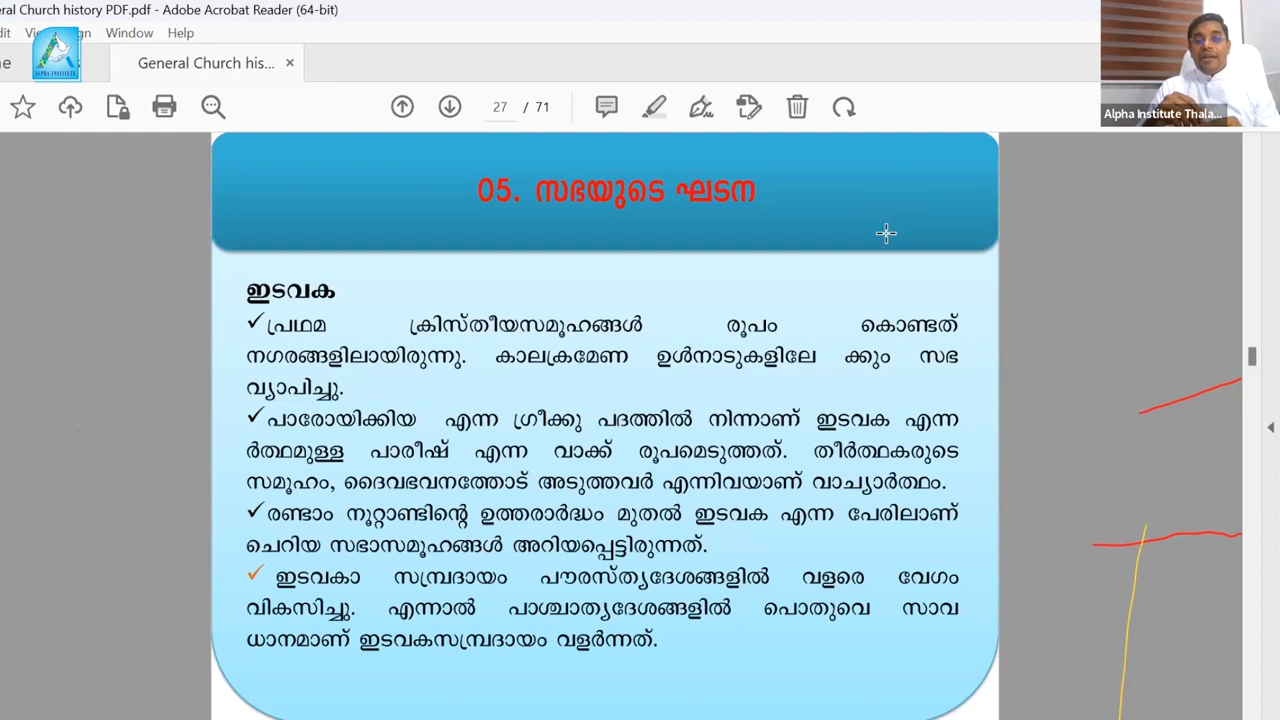 eral Church history PDF.pdf - Adobe Acrobat Reader (64-bit)
Window Help
ALPHA INSTITUTE
General Church his... ×
27 / 71
Alpha Institute Thala...
05. സഭയുടെ ഘടന
ഇടവക
✓പ്രഥമ ക്രിസ്തീയസമൂഹങ്ങൾ രൂപം കൊണ്ടത്
നഗരങ്ങളിലായിരുന്നു. കാലക്രമേണ ഉൾനാടുകളിലേ ക്കും സഭ
വ്യാപിച്ചു.
✓പാരോയിക്കിയ എന്ന ഗ്രീക്കു പദത്തിൽ നിന്നാണ് ഇടവക എന്ന
ർത്ഥമുള്ള പാരീഷ് എന്ന വാക്ക് രൂപമെടുത്തത്. തീർത്ഥകരുടെ
സമൂഹം, ദൈവഭവനത്തോട് അടുത്തവർ എന്നിവയാണ് വാച്യാർത്ഥം.
✓രണ്ടാം നൂറ്റാണ്ടിന്റെ ഉത്തരാർദ്ധം മുതൽ ഇടവക എന്ന പേരിലാണ്
ചെറിയ സഭാസമൂഹങ്ങൾ അറിയപ്പെട്ടിരുന്നത്.
✓ ഇടവകാ സമ്പ്രദായം പൗരസ്ത്യദേശങ്ങളിൽ വളരെ വേഗം
വികസിച്ചു. എന്നാൽ പാശ്ചാത്യദേശങ്ങളിൽ പൊതുവെ സാവ
ധാനമാണ് ഇടവകസമ്പ്രദായം വളർന്നത്.